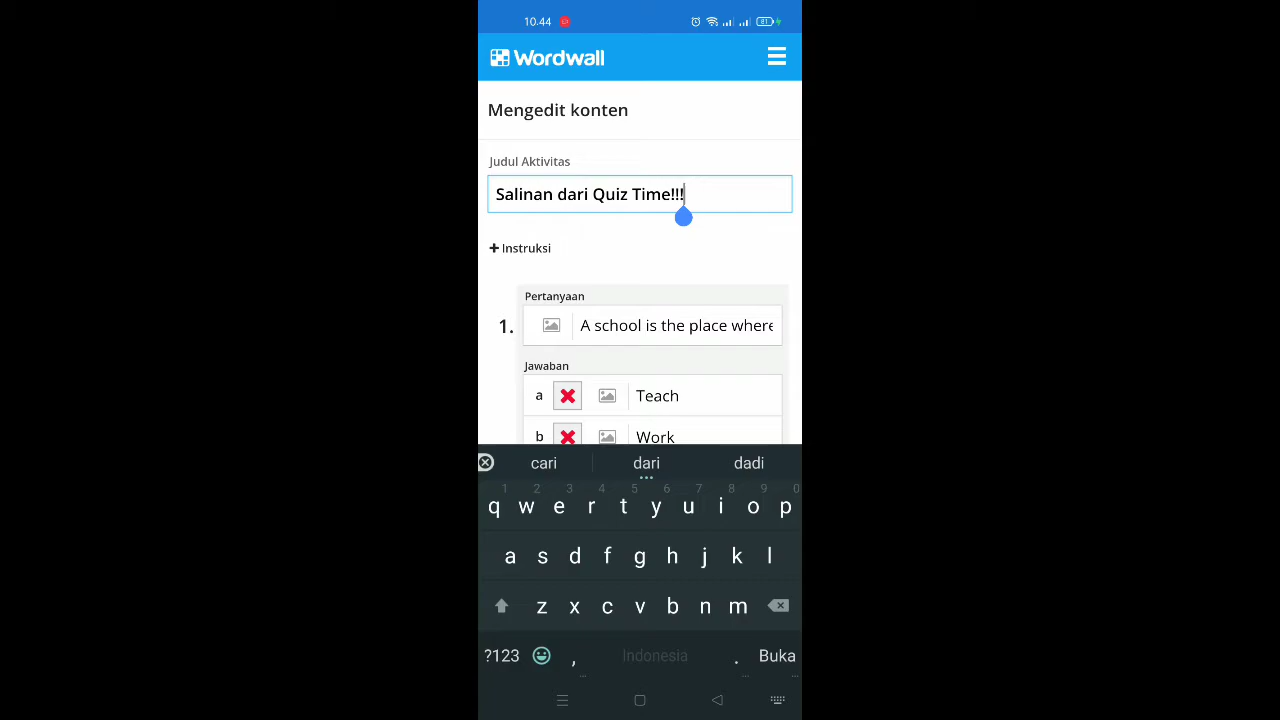 10.44
81
Wordwall
Mengedit konten
Judul Aktivitas
Salinan dari Quiz Time!!!
+ Instruksi
Pertanyaan
1. A school is the place where
Jawaban
a Teach
b Work
cari dari dadi
1 2 3 4 5 6 7 8 9 0
q w e r t y u i o p
a s d f g h j k l
z x c v b n m
?123 , Indonesia . Buka